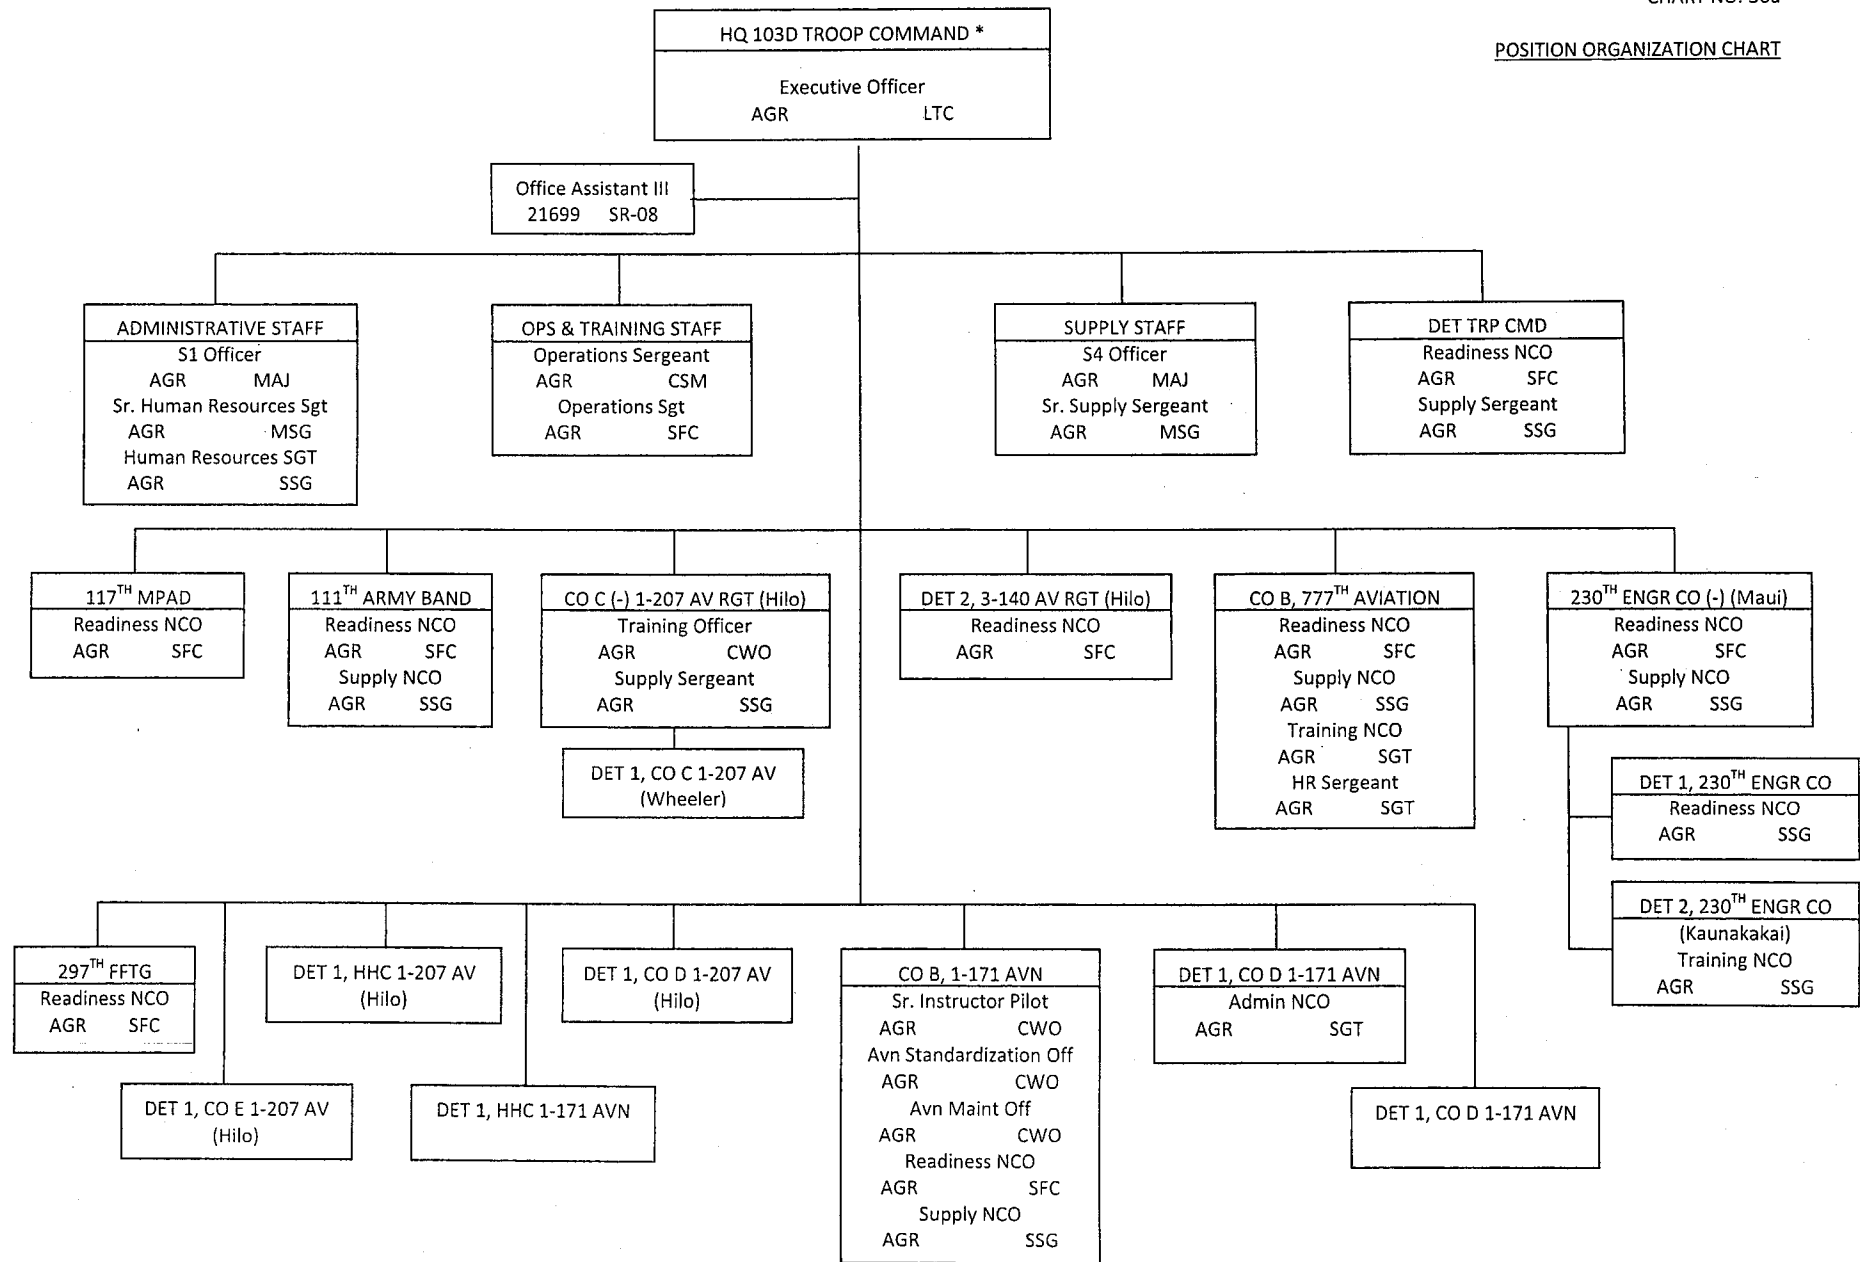 CHART NO. 30a
POSITION ORGANIZATION CHART
HQ 103D TROOP COMMAND *
Executive Officer
AGR LTC
Office Assistant III
21699 SR-08
ADMINISTRATIVE STAFF
S1 Officer
AGR MAJ
Sr. Human Resources Sgt
AGR MSG
Human Resources SGT
AGR SSG
OPS & TRAINING STAFF
Operations Sergeant
AGR CSM
Operations Sgt
AGR SFC
SUPPLY STAFF
S4 Officer
AGR MAJ
Sr. Supply Sergeant
AGR MSG
DET TRP CMD
Readiness NCO
AGR SFC
Supply Sergeant
AGR SSG
117TH MPAD
Readiness NCO
AGR SFC
111TH ARMY BAND
Readiness NCO
AGR SFC
Supply NCO
AGR SSG
CO C (-) 1-207 AV RGT (Hilo)
Training Officer
AGR CWO
Supply Sergeant
AGR SSG
DET 1, CO C 1-207 AV
(Wheeler)
DET 2, 3-140 AV RGT (Hilo)
Readiness NCO
AGR SFC
CO B, 777TH AVIATION
Readiness NCO
AGR SFC
Supply NCO
AGR SSG
Training NCO
AGR SGT
HR Sergeant
AGR SGT
230TH ENGR CO (-) (Maui)
Readiness NCO
AGR SFC
Supply NCO
AGR SSG
DET 1, 230TH ENGR CO
Readiness NCO
AGR SSG
DET 2, 230TH ENGR CO
(Kaunakakai)
Training NCO
AGR SSG
297TH FFTG
Readiness NCO
AGR SFC
DET 1, CO E 1-207 AV
(Hilo)
DET 1, HHC 1-207 AV
(Hilo)
DET 1, HHC 1-171 AVN
DET 1, CO D 1-207 AV
(Hilo)
CO B, 1-171 AVN
Sr. Instructor Pilot
AGR CWO
Avn Standardization Off
AGR CWO
Avn Maint Off
AGR CWO
Readiness NCO
AGR SFC
Supply NCO
AGR SSG
DET 1, CO D 1-171 AVN
Admin NCO
AGR SGT
DET 1, CO D 1-171 AVN